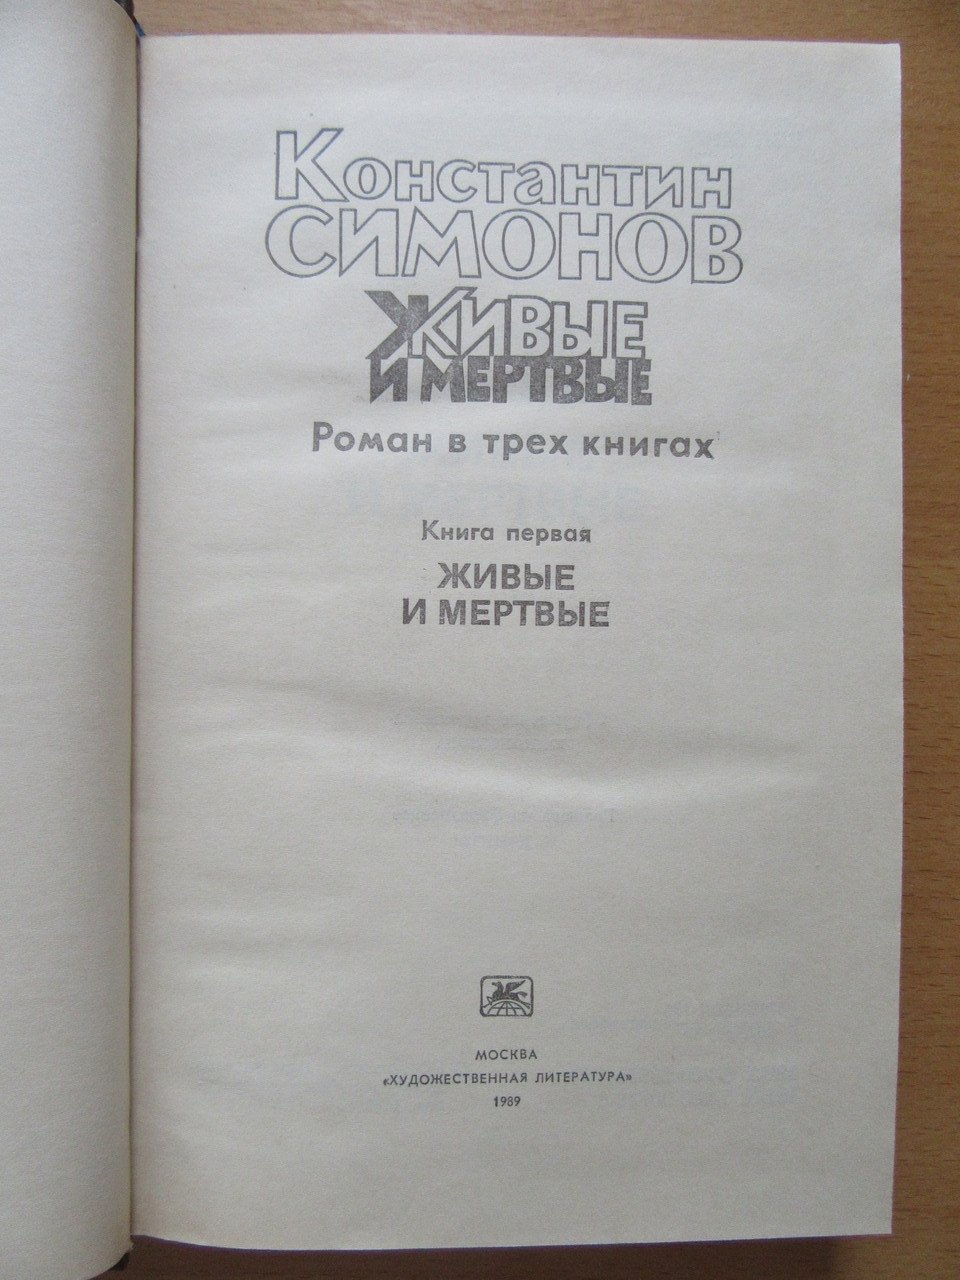 Константин
СИМОНОВ
ЖИВЫЕ
И МЕРТВЫЕ
Роман в трех книгах
Книга первая
ЖИВЫЕ
И МЕРТВЫЕ
МОСКВА
«ХУДОЖЕСТВЕННАЯ ЛИТЕРАТУРА»
1989